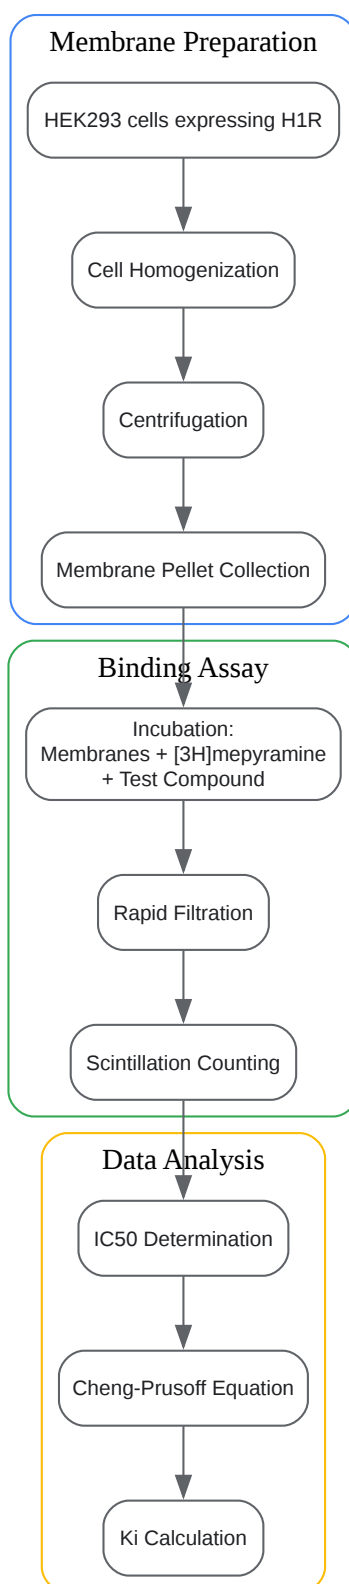 Membrane Preparation
HEK293 cells expressing H1R
Cell Homogenization
Centrifugation
Membrane Pellet Collection
Binding Assay
Incubation:
Membranes + [3H]mepyramine
+ Test Compound
Rapid Filtration
Scintillation Counting
Data Analysis
IC50 Determination
Cheng-Prusoff Equation
Ki Calculation